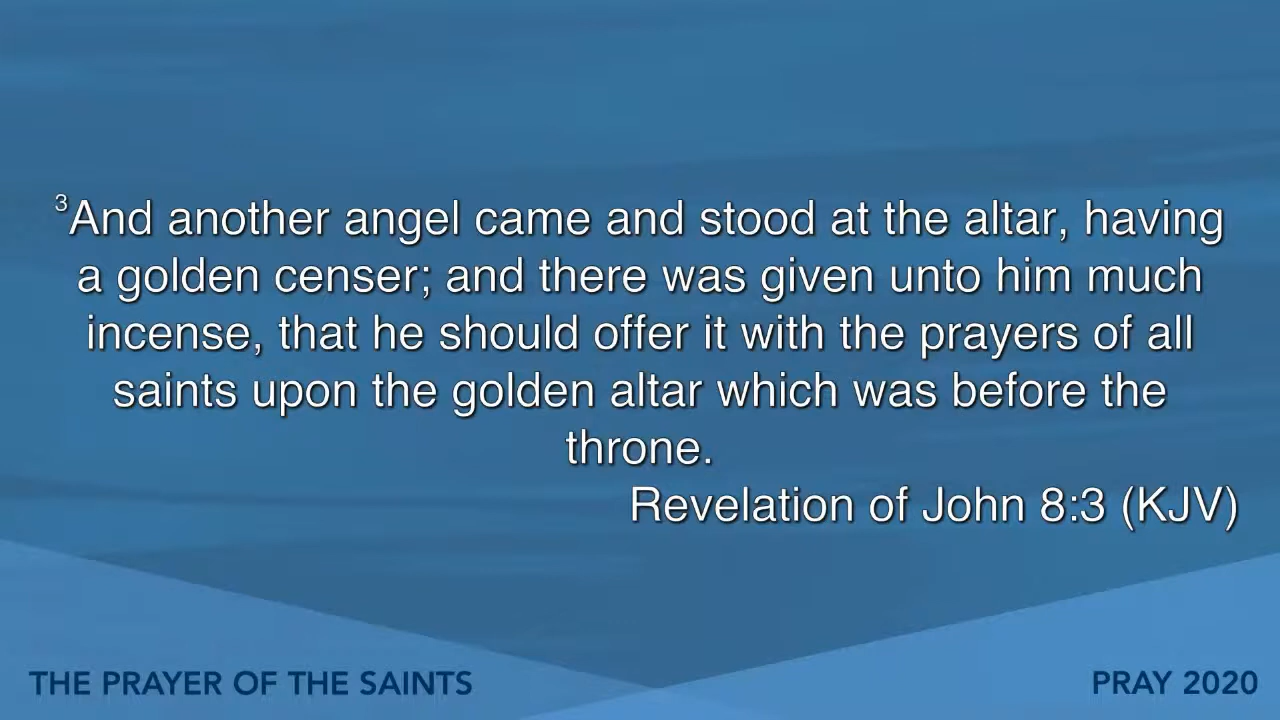 ³And another angel came and stood at the altar, having
a golden censer; and there was given unto him much
incense, that he should offer it with the prayers of all
saints upon the golden altar which was before the
throne.
Revelation of John 8:3 (KJV)
THE PRAYER OF THE SAINTS
PRAY 2020